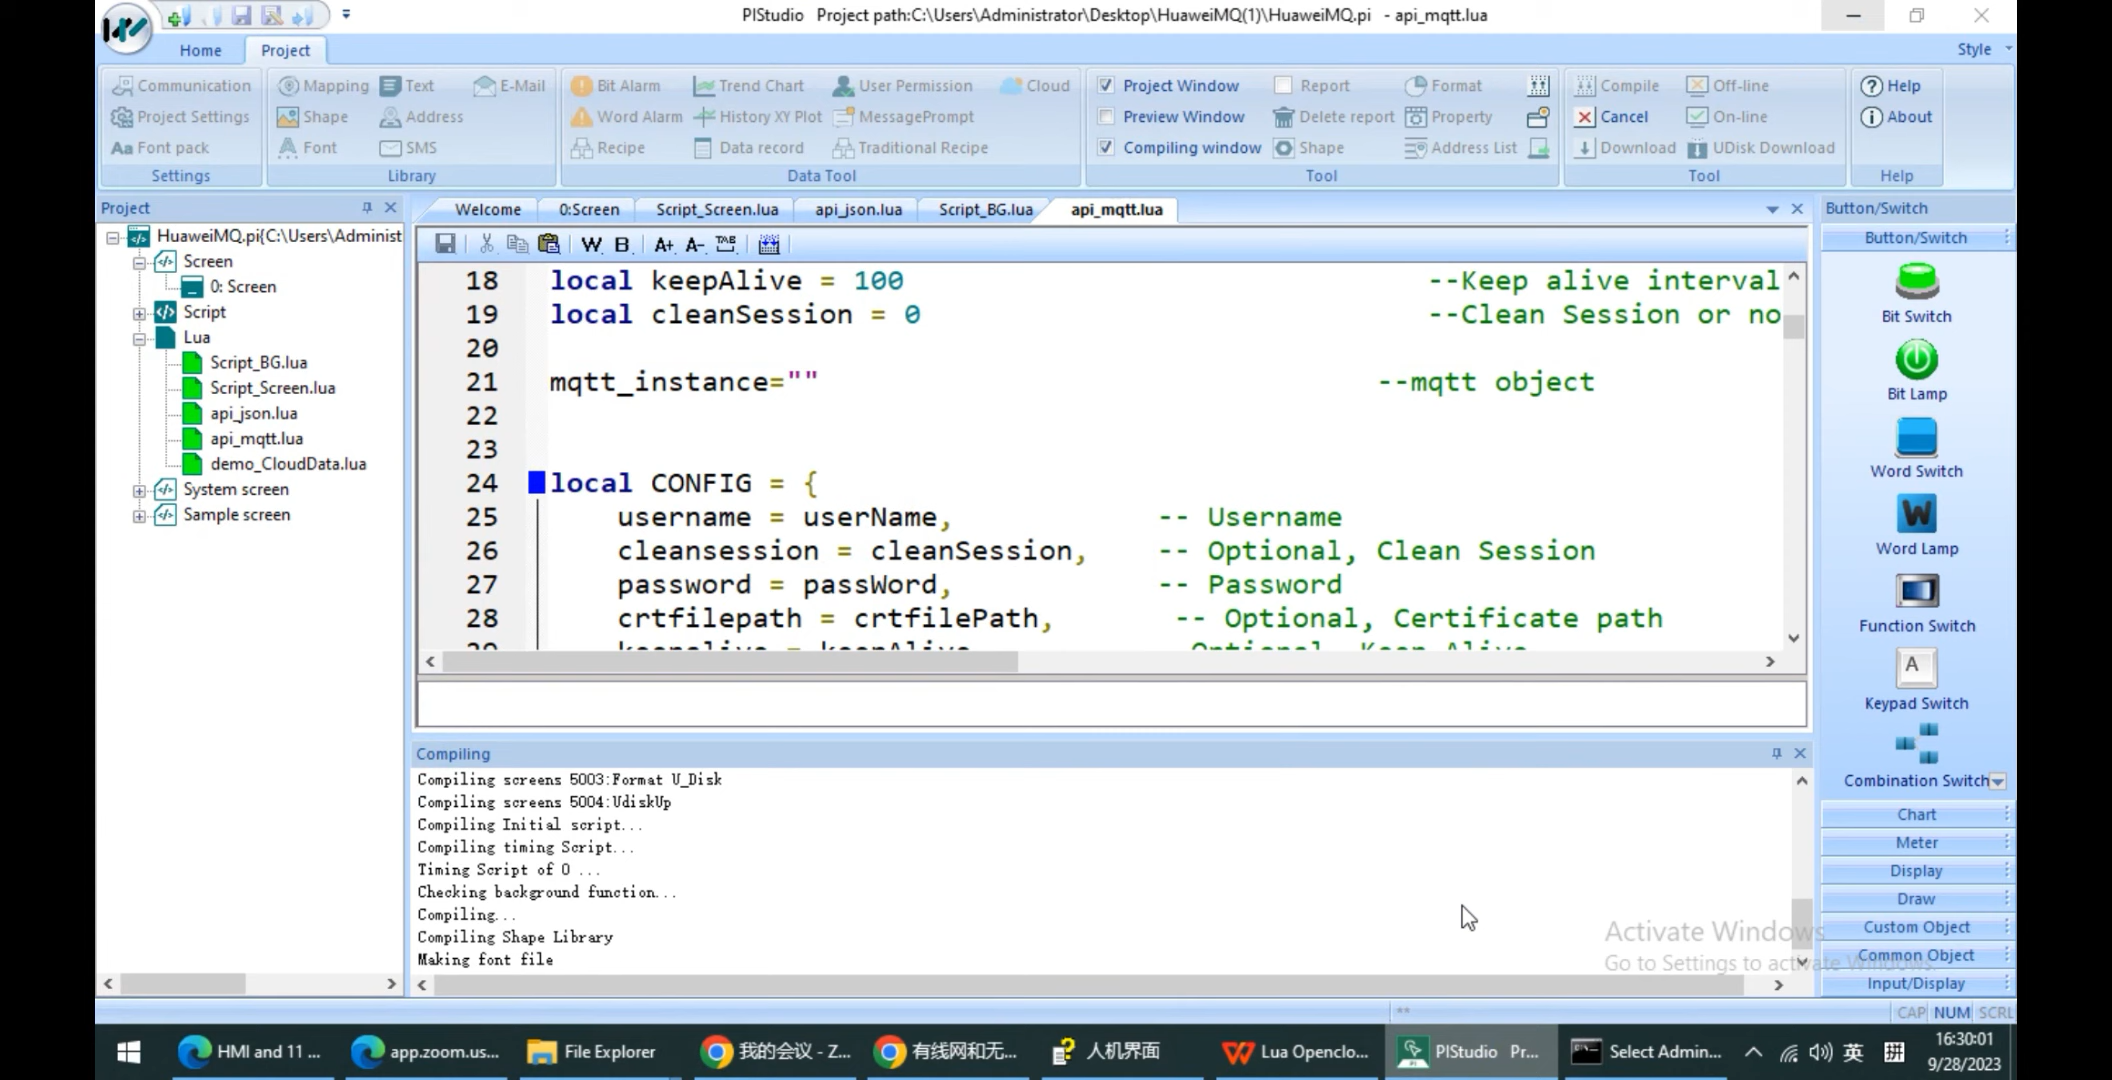 PIStudio Project path:C:\Users\Administrator\Desktop\HuaweiMQ(1)\HuaweiMQ.pi - api_mqtt.lua
Home
Project
Style
Communication
Project Settings
Font pack
Settings
Mapping
Text
E-Mail
Shape
Address
Font
SMS
Library
Bit Alarm
Trend Chart
User Permission
Cloud
Word Alarm
History XY Plot
MessagePrompt
Recipe
Data record
Traditional Recipe
Data Tool
Project Window
Report
Format
Preview Window
Delete report
Property
Compiling window
Shape
Address List
Tool
Compile
Off-line
Cancel
On-line
Download
UDisk Download
Tool
Help
About
Help
Project
HuaweiMQ.pi{C:\Users\Administ
Screen
0: Screen
Script
Lua
Script_BG.lua
Script_Screen.lua
api_json.lua
api_mqtt.lua
demo_CloudData.lua
System screen
Sample screen
Welcome
0:Screen
Script_Screen.lua
api_json.lua
Script_BG.lua
api_mqtt.lua
W B A+ A- TAB
18 local keepAlive = 100 --Keep alive interval
19 local cleanSession = 0 --Clean Session or no
20
21 mqtt_instance="" --mqtt object
22
23
24 local CONFIG = {
25 username = userName, -- Username
26 cleansession = cleanSession, -- Optional, Clean Session
27 password = passWord, -- Password
28 crtfilepath = crtfilePath, -- Optional, Certificate path
Compiling
Compiling screens 5003:Format U_Disk
Compiling screens 5004:UdiskUp
Compiling Initial script...
Compiling timing Script...
Timing Script of 0 ...
Checking background function...
Compiling...
Compiling Shape Library
Making font file
Button/Switch
Button/Switch
Bit Switch
Bit Lamp
Word Switch
W
Word Lamp
Function Switch
A
Keypad Switch
Combination Switch
Chart
Meter
Display
Draw
Custom Object
Common Object
Input/Display
Activate Windows
Go to Settings to activate Windows.
CAP NUM SCRL
HMI and 11 ...
app.zoom.us...
File Explorer
我的会议 - Z...
有线网和无...
人机界面
Lua Openclo...
PIStudio Pr...
Select Admin...
英
拼
16:30:01
9/28/2023